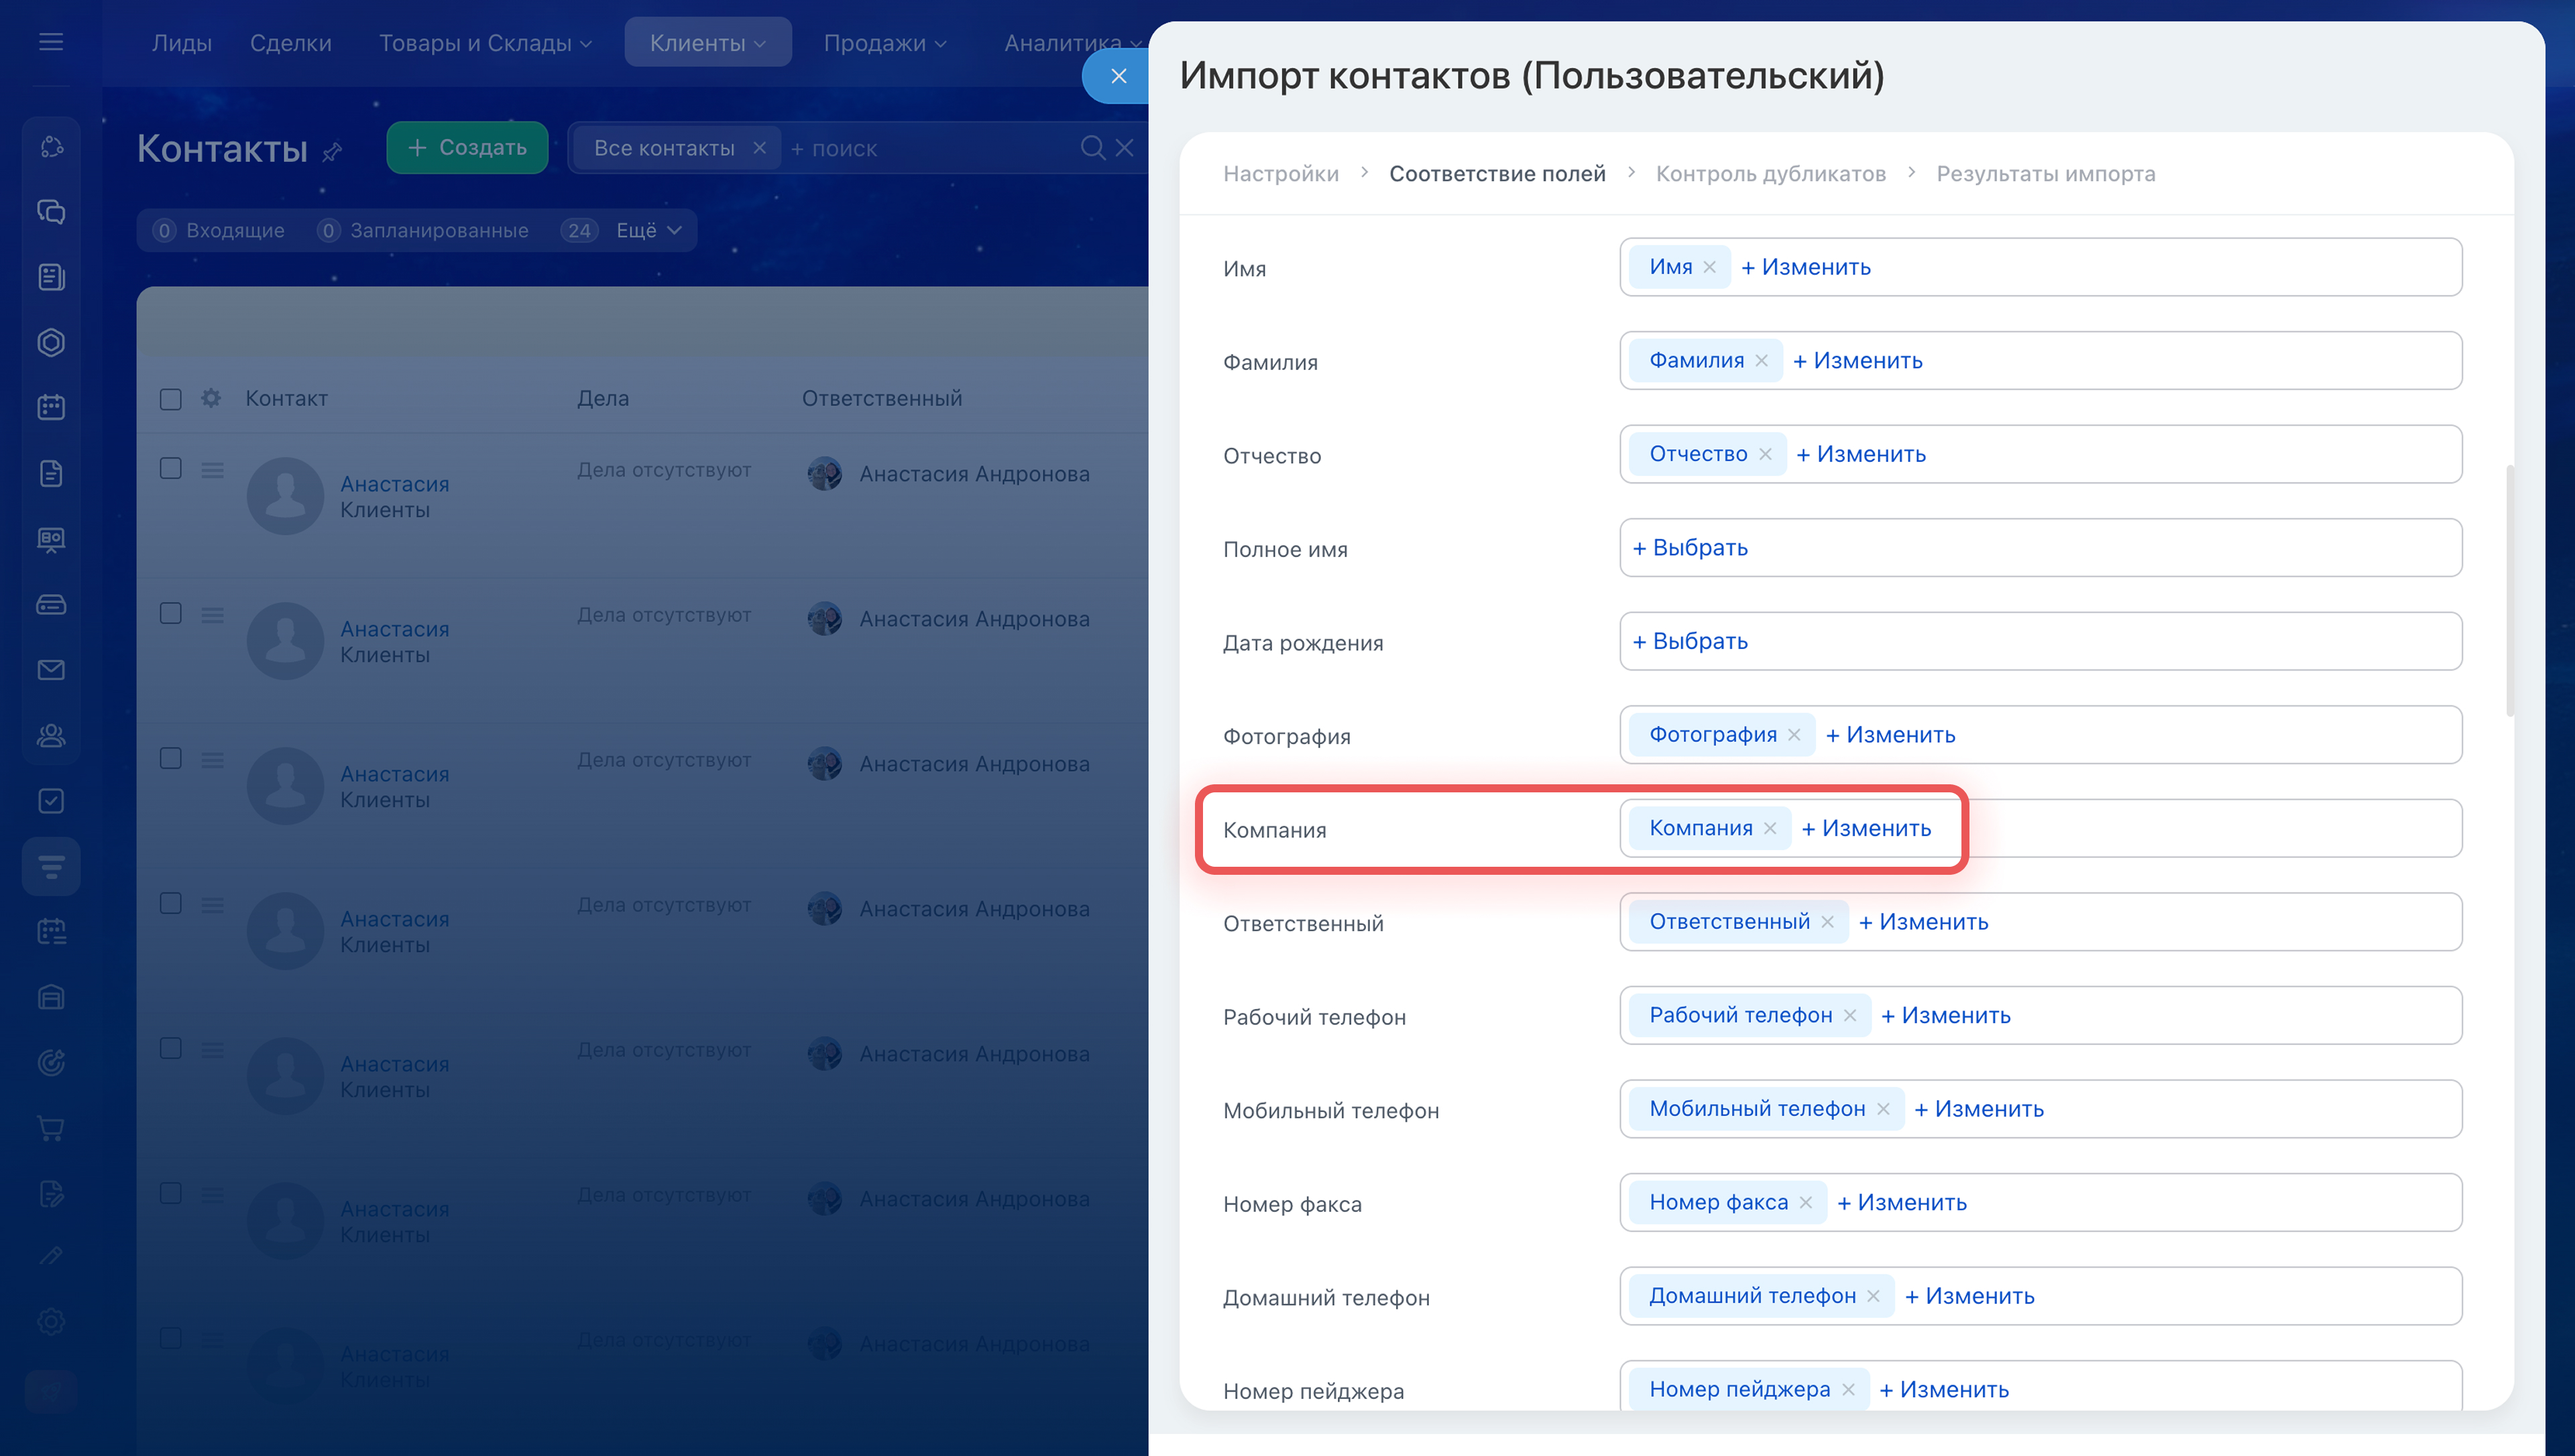 Лиды Сделки Товары и Склады Клиенты Продажи Аналитика
Контакты + Создать Все контакты + поиск
0 Входящие 0 Запланированные 24 Ещё
Контакт Дела Ответственный
Анастасия Дела отсутствуют Анастасия Андронова
Клиенты
Анастасия Дела отсутствуют Анастасия Андронова
Клиенты
Анастасия Дела отсутствуют Анастасия Андронова
Клиенты
Анастасия Дела отсутствуют Анастасия Андронова
Клиенты
Анастасия Дела отсутствуют Анастасия Андронова
Клиенты
Анастасия Дела отсутствуют Анастасия Андронова
Клиенты
Анастасия Дела отсутствуют Анастасия Андронова
Клиенты
Импорт контактов (Пользовательский)
Настройки > Соответствие полей > Контроль дубликатов > Результаты импорта
Имя Имя + Изменить
Фамилия Фамилия + Изменить
Отчество Отчество + Изменить
Полное имя + Выбрать
Дата рождения + Выбрать
Фотография Фотография + Изменить
Компания Компания + Изменить
Ответственный Ответственный + Изменить
Рабочий телефон Рабочий телефон + Изменить
Мобильный телефон Мобильный телефон + Изменить
Номер факса Номер факса + Изменить
Домашний телефон Домашний телефон + Изменить
Номер пейджера Номер пейджера + Изменить